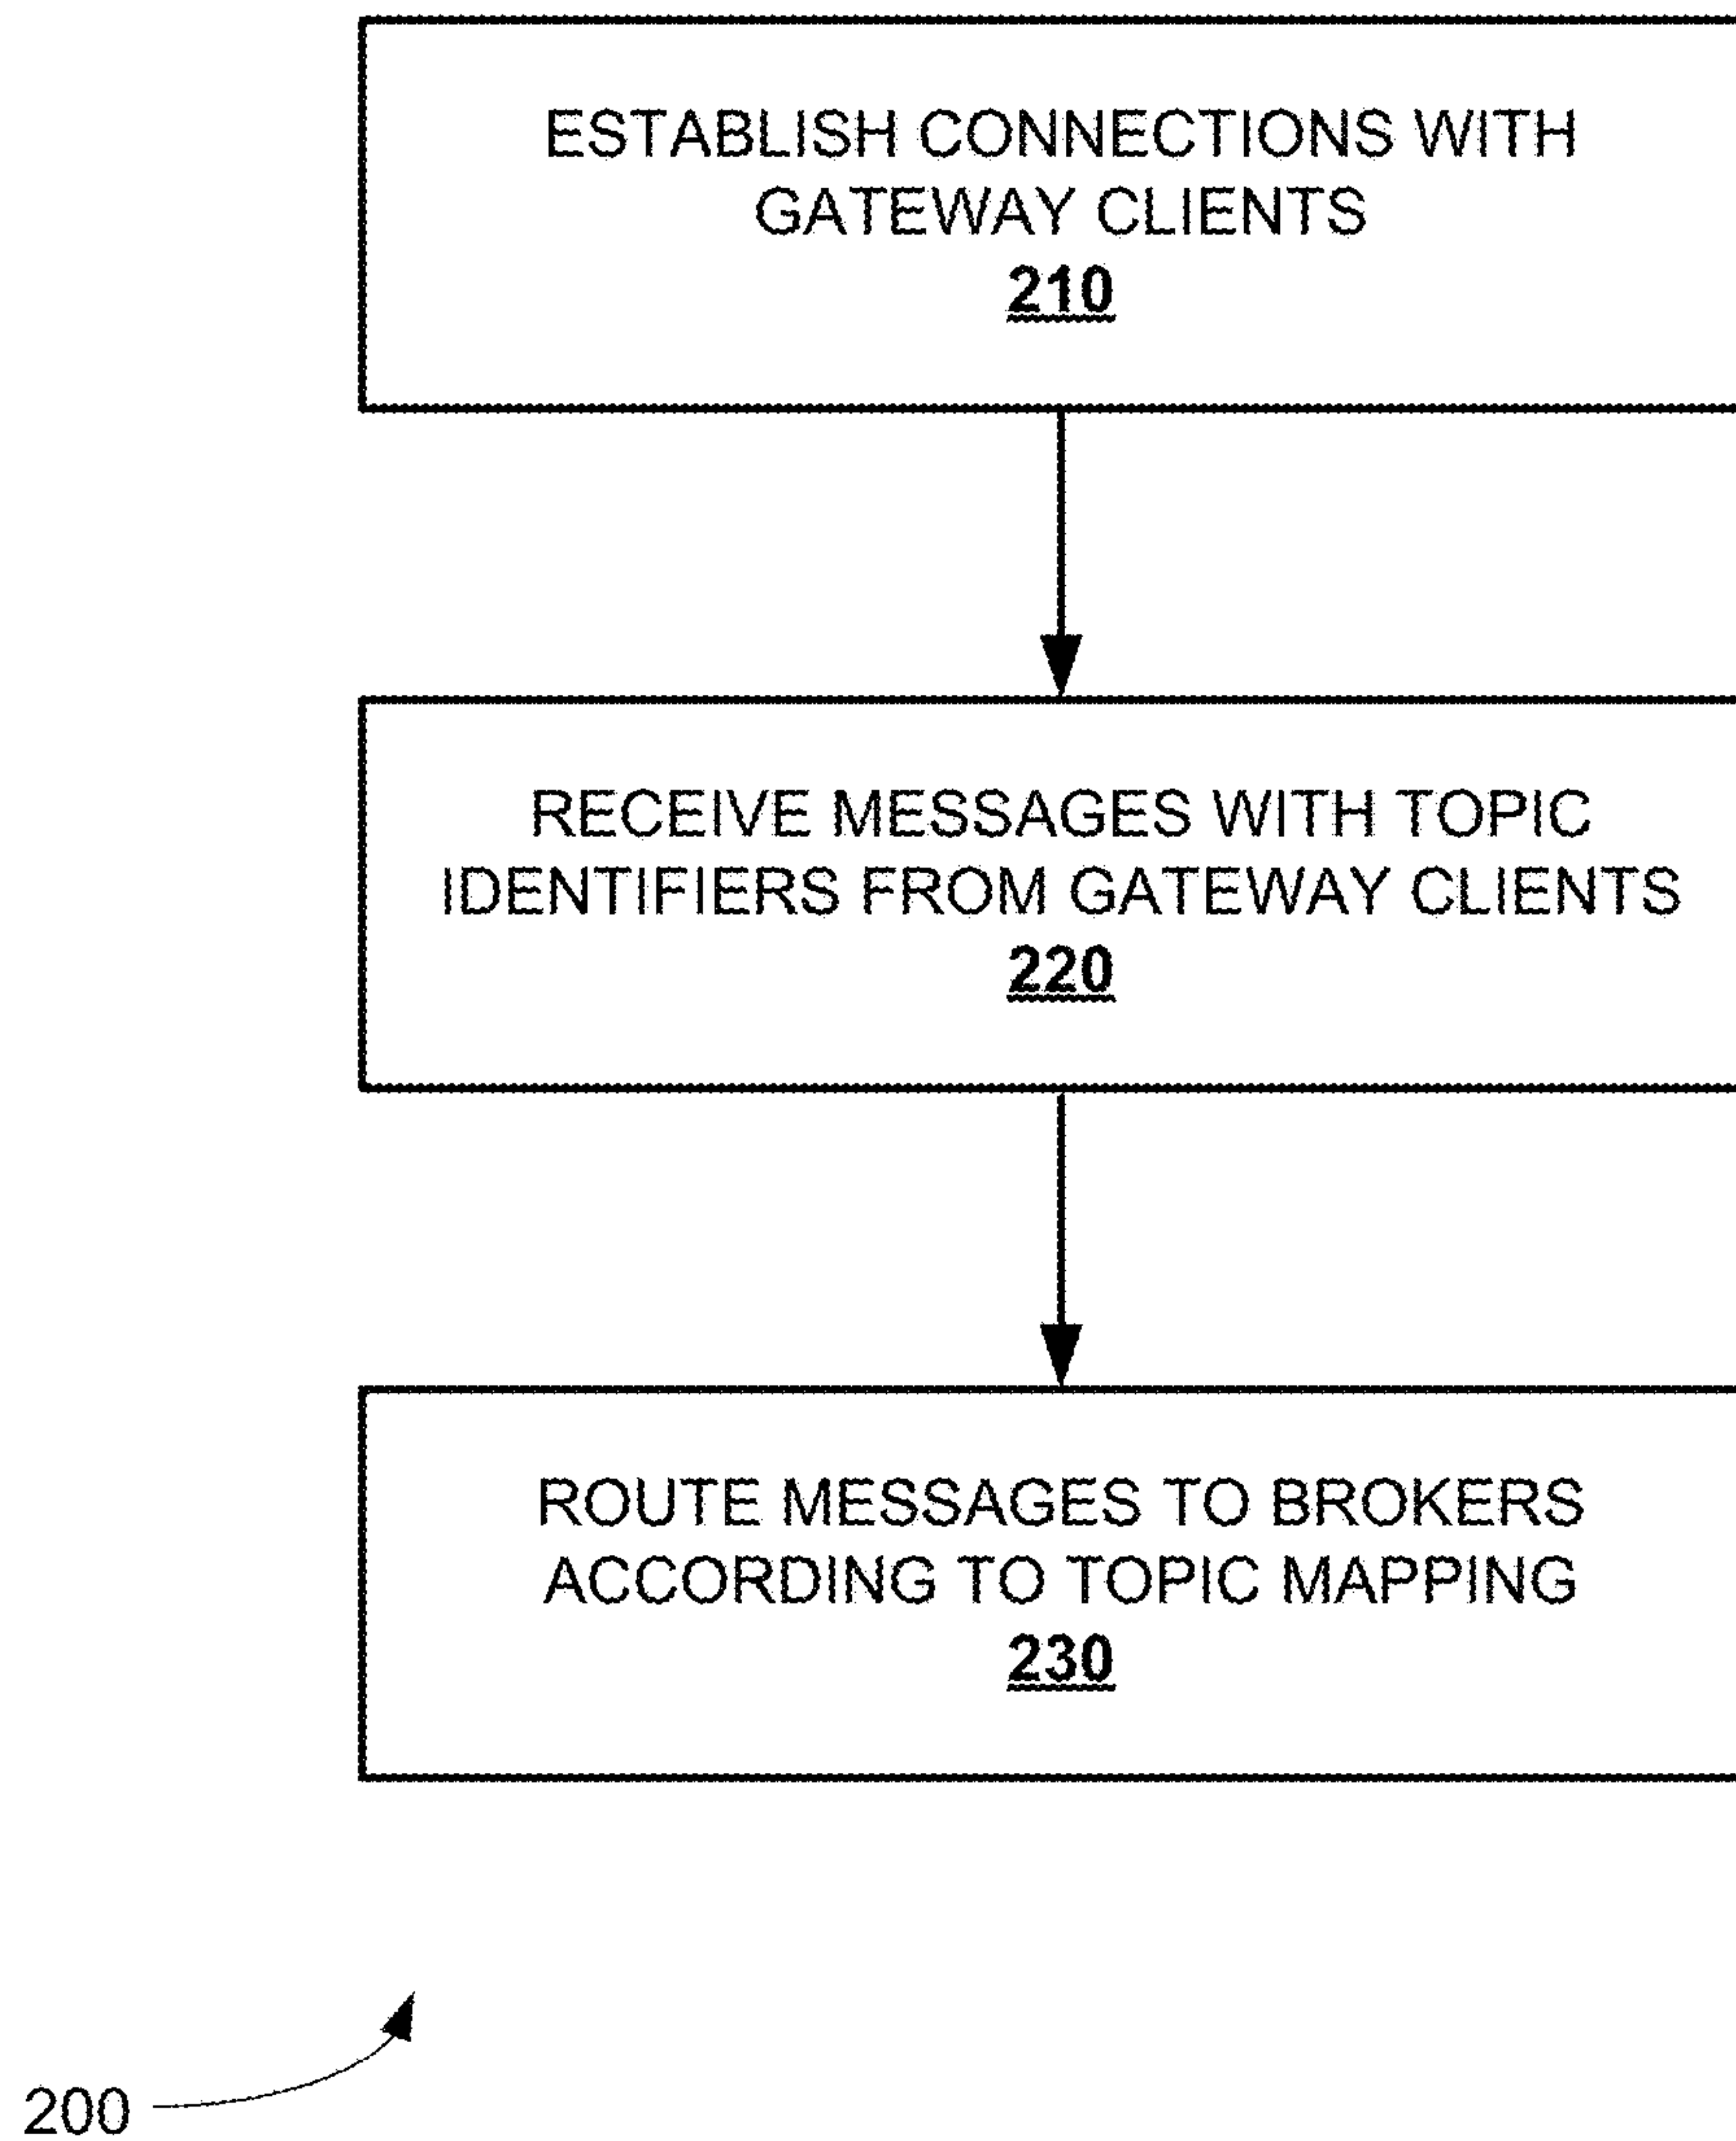 ESTABLISH CONNECTIONS WITH
GATEWAY CLIENTS
210
RECEIVE MESSAGES WITH TOPIC
IDENTIFIERS FROM GATEWAY CLIENTS
220
ROUTE MESSAGES TO BROKERS
ACCORDING TO TOPIC MAPPING
230
200